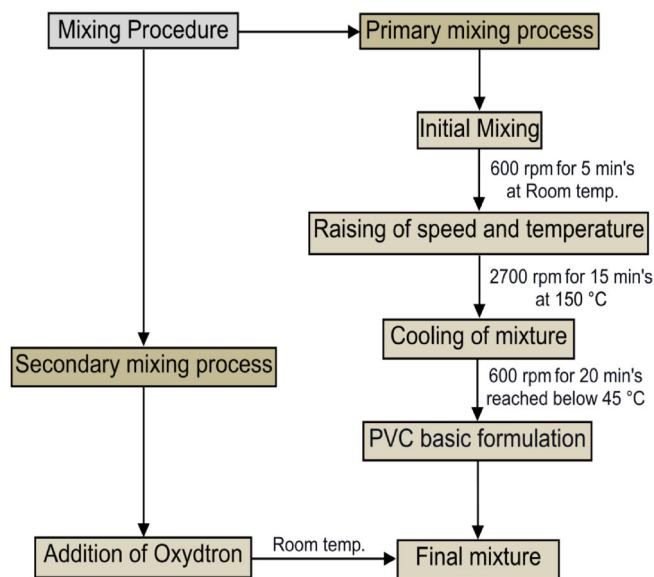 Mixing Procedure
Primary mixing process
Initial Mixing
600 rpm for 5 min's
at Room temp.
Raising of speed and temperature
2700 rpm for 15 min's
at 150 °C
Cooling of mixture
Secondary mixing process
600 rpm for 20 min's
reached below 45 °C
PVC basic formulation
Addition of Oxydtron
Room temp.
Final mixture